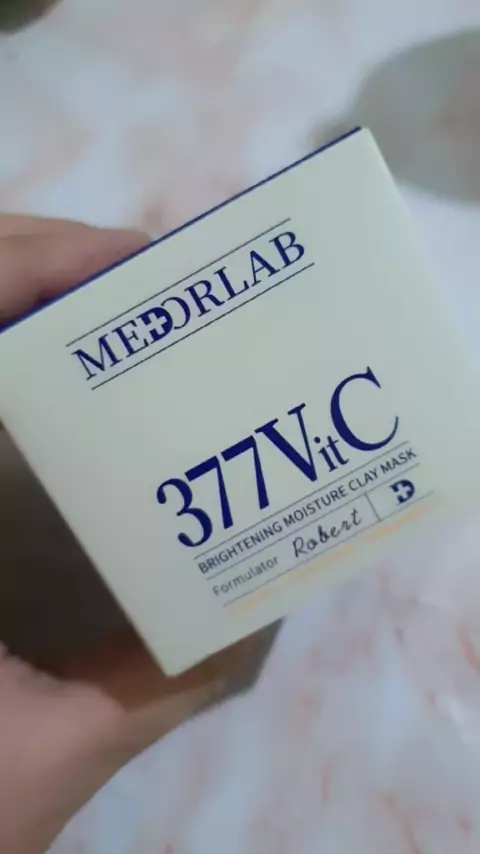 MEDORLAB
377VitC
BRIGHTENING MOISTURE CLAY MASK
Formulator Robert